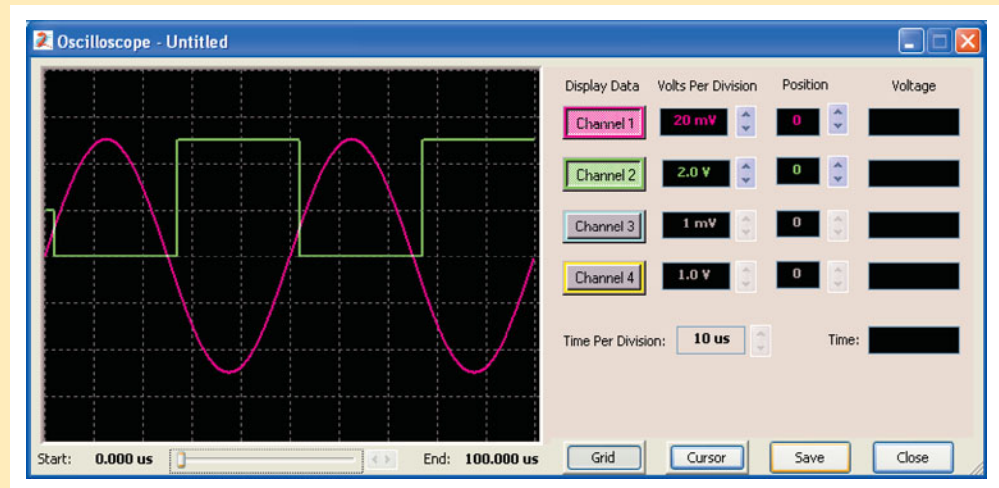 Oscilloscope - Untitled
Display Data Volts Per Division Position Voltage
Channel 1 20 mV 0
Channel 2 2.0 V 0
Channel 3 1 mV 0
Channel 4 1.0 V 0
Time Per Division: 10 us Time:
Start: 0.000 us End: 100.000 us Grid Cursor Save Close